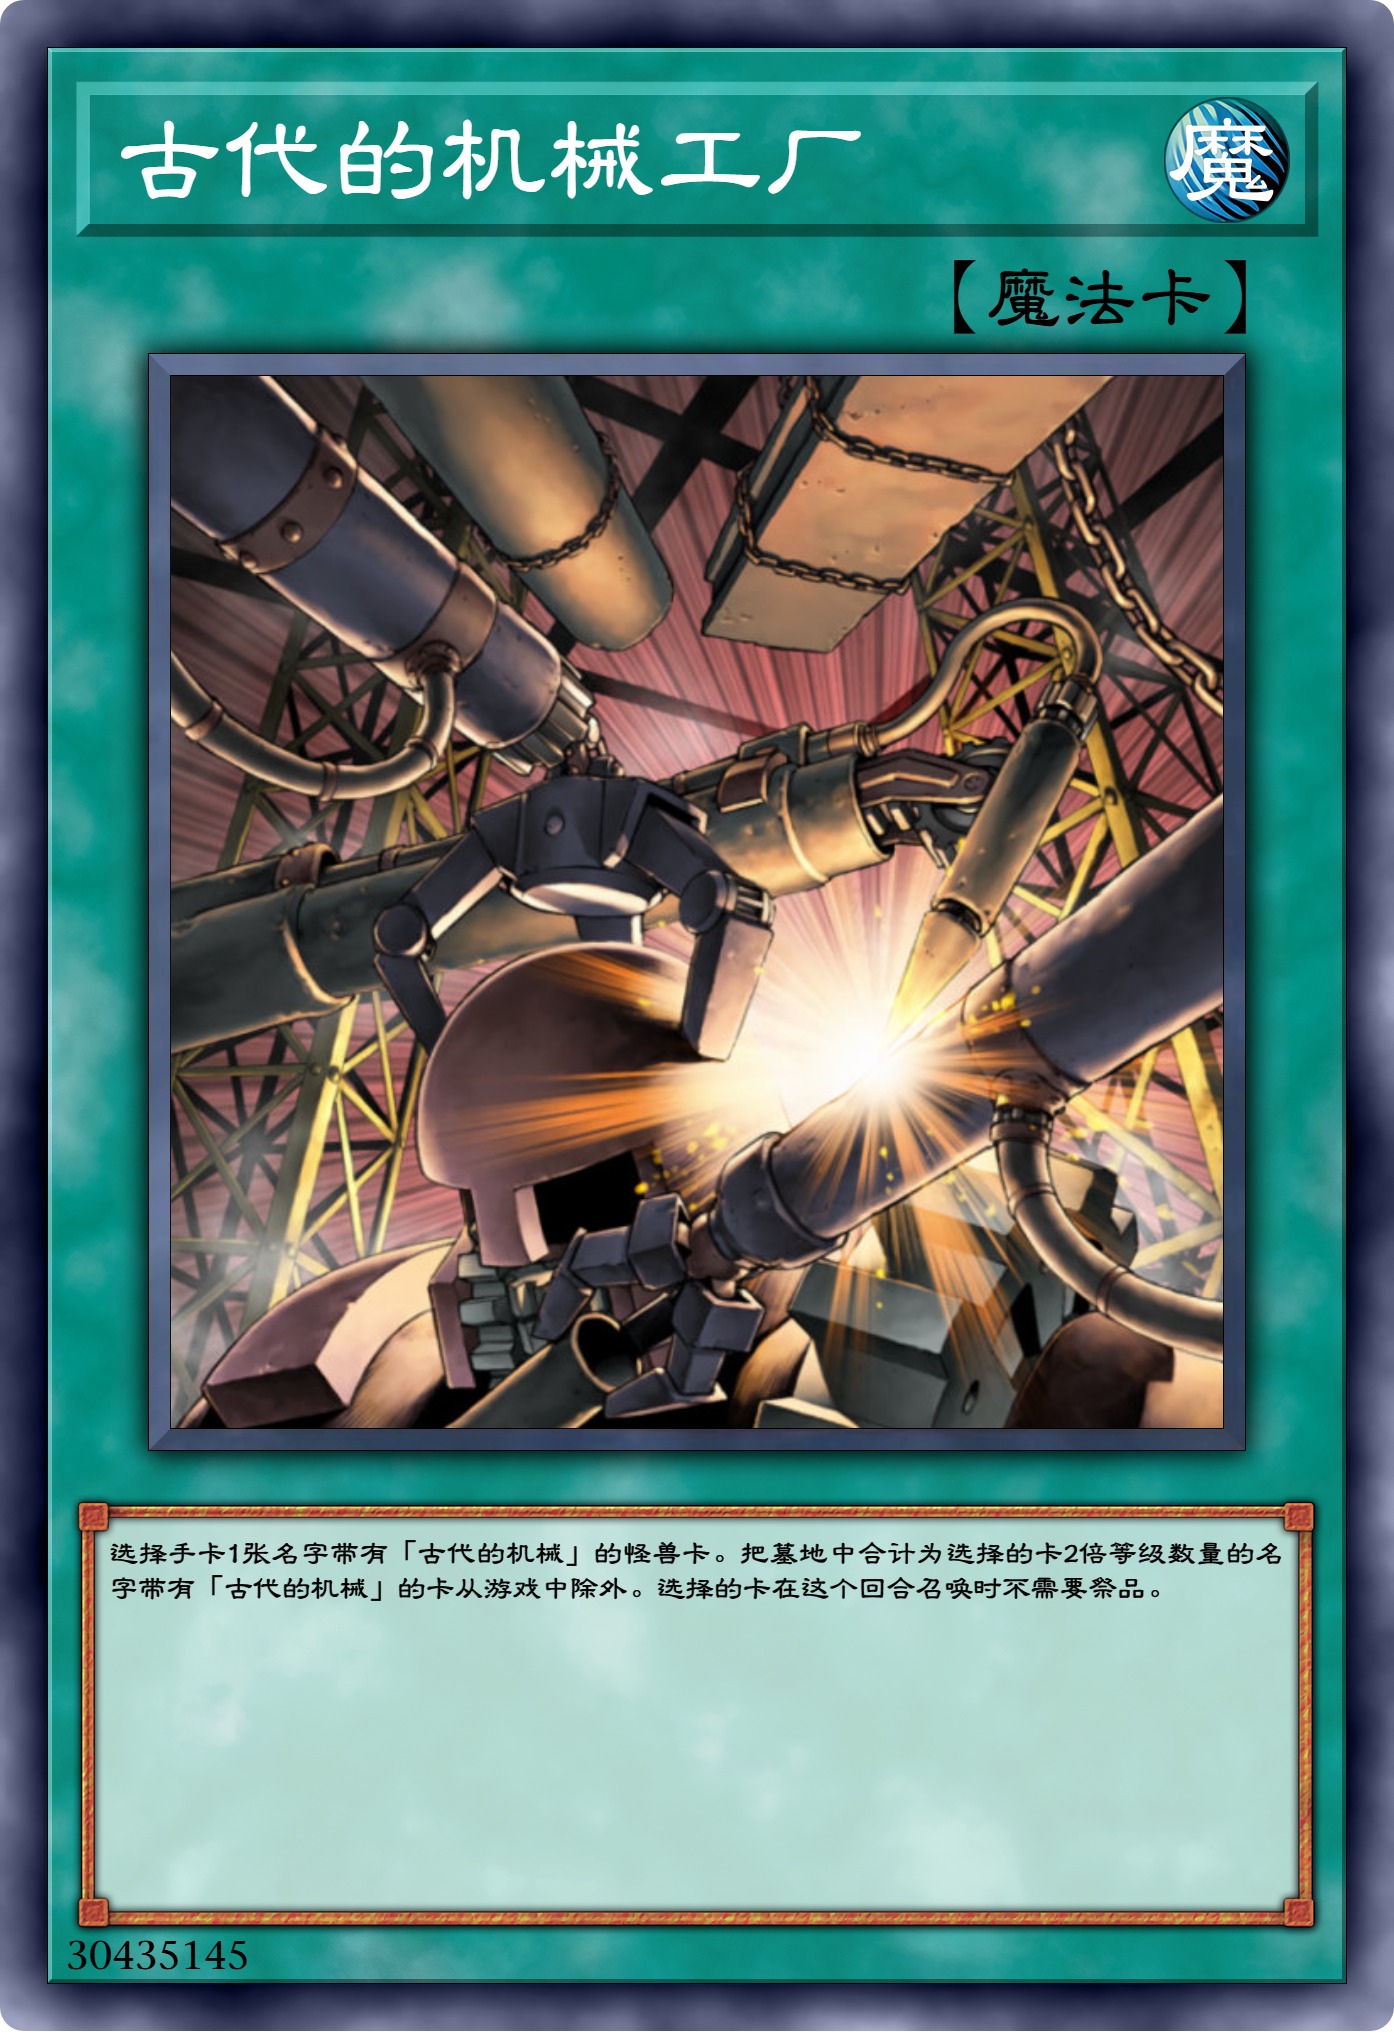 古代的机械工厂
魔
【魔法卡】
选择手卡1张名字带有「古代的机械」的怪兽卡。把墓地中合计为选择的卡2倍等级数量的名
字带有「古代的机械」的卡从游戏中除外。选择的卡在这个回合召唤时不需要祭品。
30435145